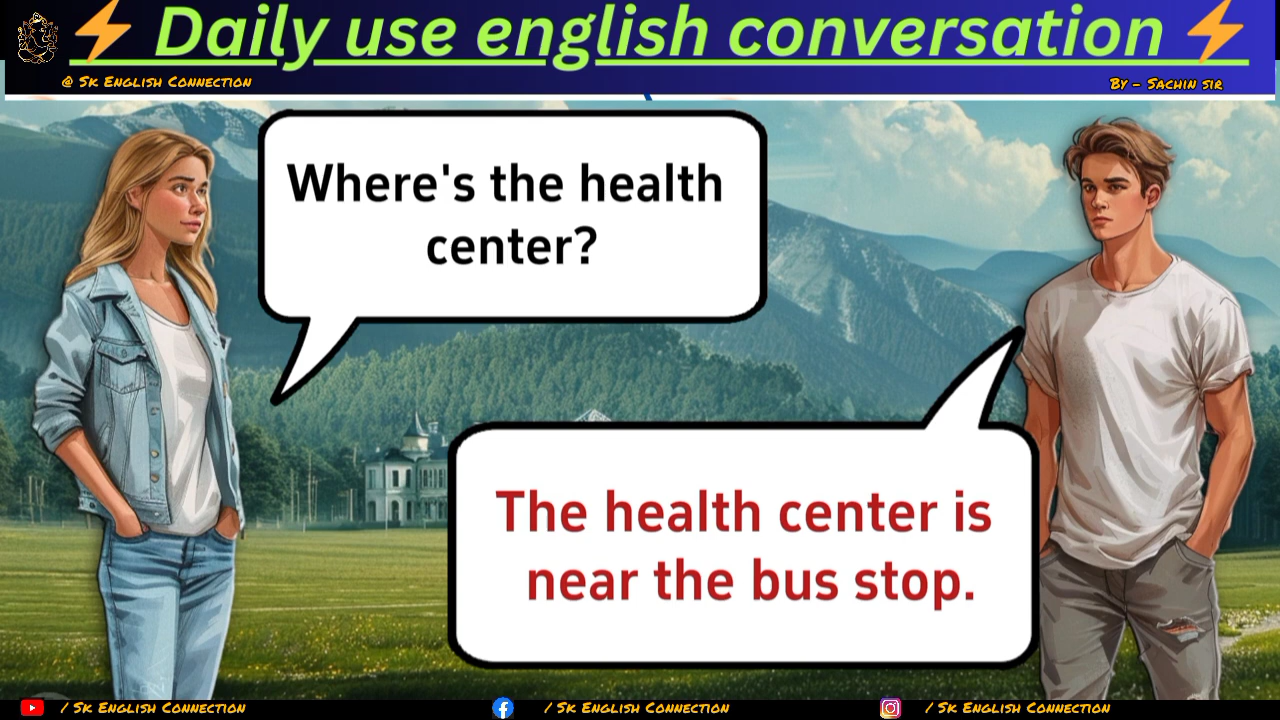 Daily use english conversation
@ Sk English Connection
By - Sachin sir
Where's the health
center?
The health center is
near the bus stop.
/ Sk English Connection
/ Sk English Connection
/ Sk English Connection